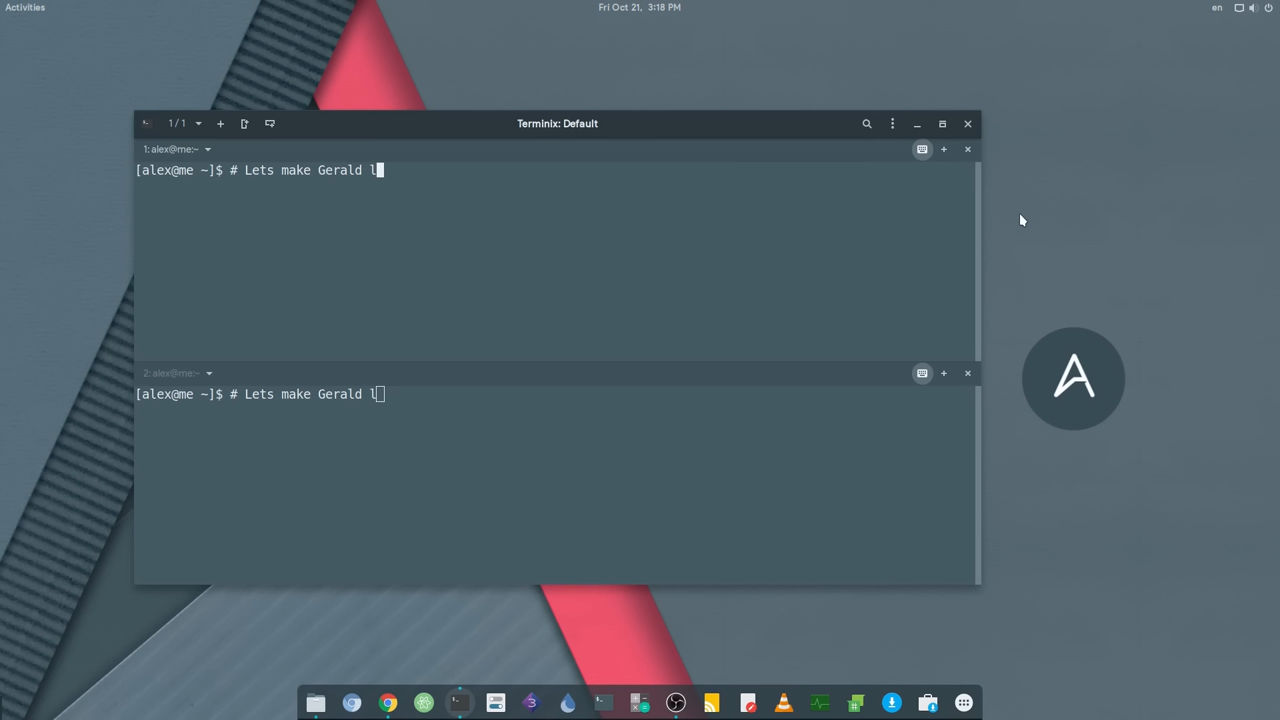 Activities
Fri Oct 21, 3:18 PM
en
1 / 1
Terminix: Default
1: alex@me:~
[alex@me ~]$ # Lets make Gerald l
2: alex@me:~
[alex@me ~]$ # Lets make Gerald l